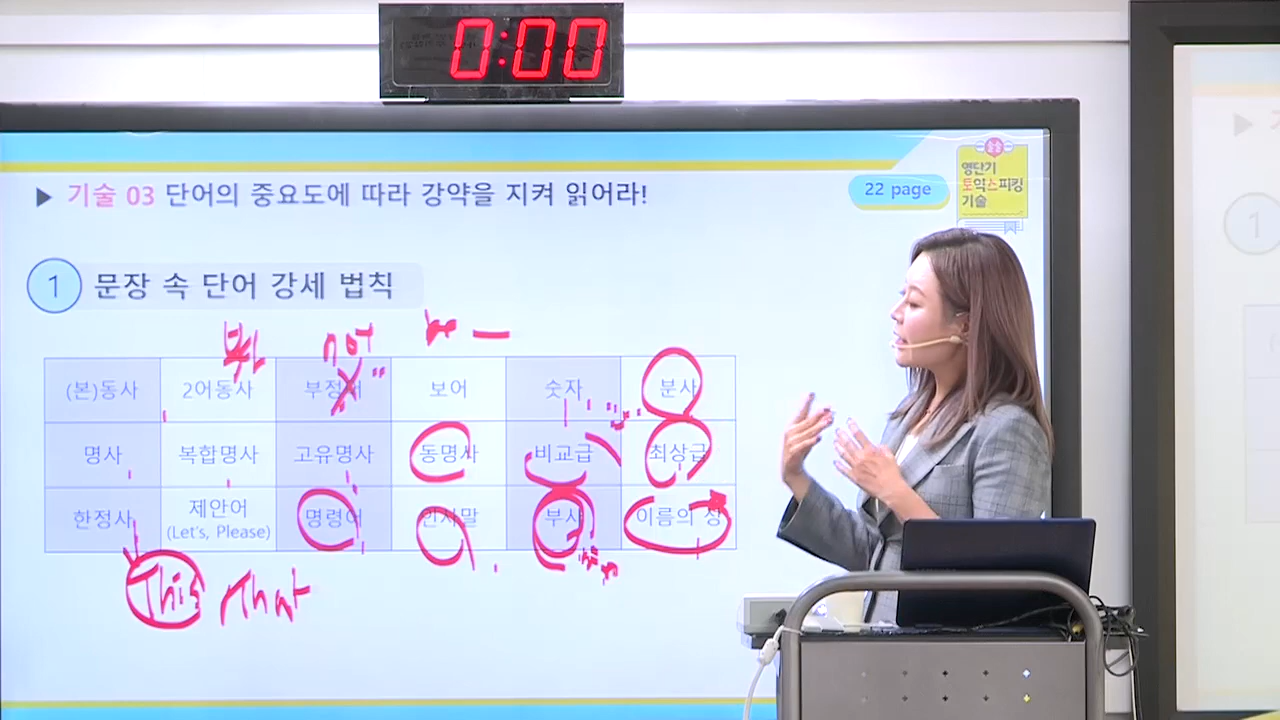 0:00
▶ 기술 03 단어의 중요도에 따라 강약을 지켜 읽어라!
22 page
영단기
토익스피킹
기술
1 문장 속 단어 강세 법칙
not
(본)동사 2어동사 부정어 보어 숫자 분사
명사 복합명사 고유명사 동명사 비교급 최상급
한정사 제안어 명령어 인사말 부사 이름의 성
(Let's, Please)
This That
1